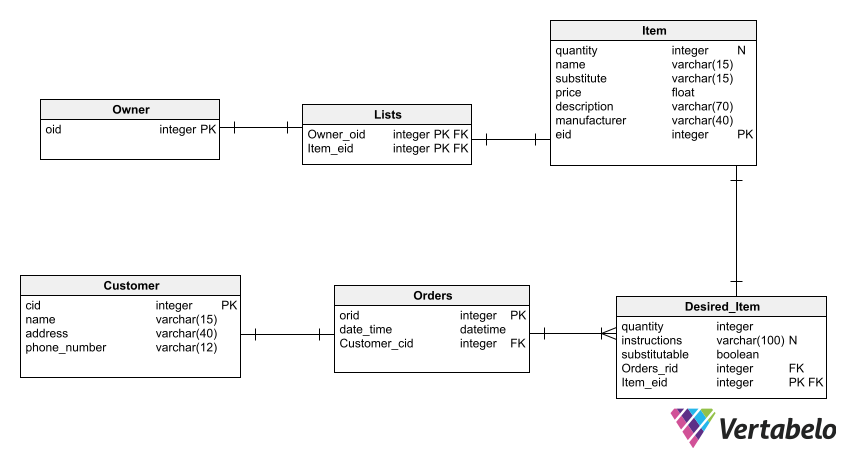 Item
quantity integer N
name varchar(15)
substitute varchar(15)
price float
description varchar(70)
manufacturer varchar(40)
eid integer PK
Owner
oid integer PK
Lists
Owner_oid integer PK FK
Item_eid integer PK FK
Customer
cid integer PK
name varchar(15)
address varchar(40)
phone_number varchar(12)
Orders
orid integer PK
date_time datetime
Customer_cid integer FK
Desired_Item
quantity integer
instructions varchar(100) N
substitutable boolean
Orders_rid integer FK
Item_eid integer PK FK
Vertabelo